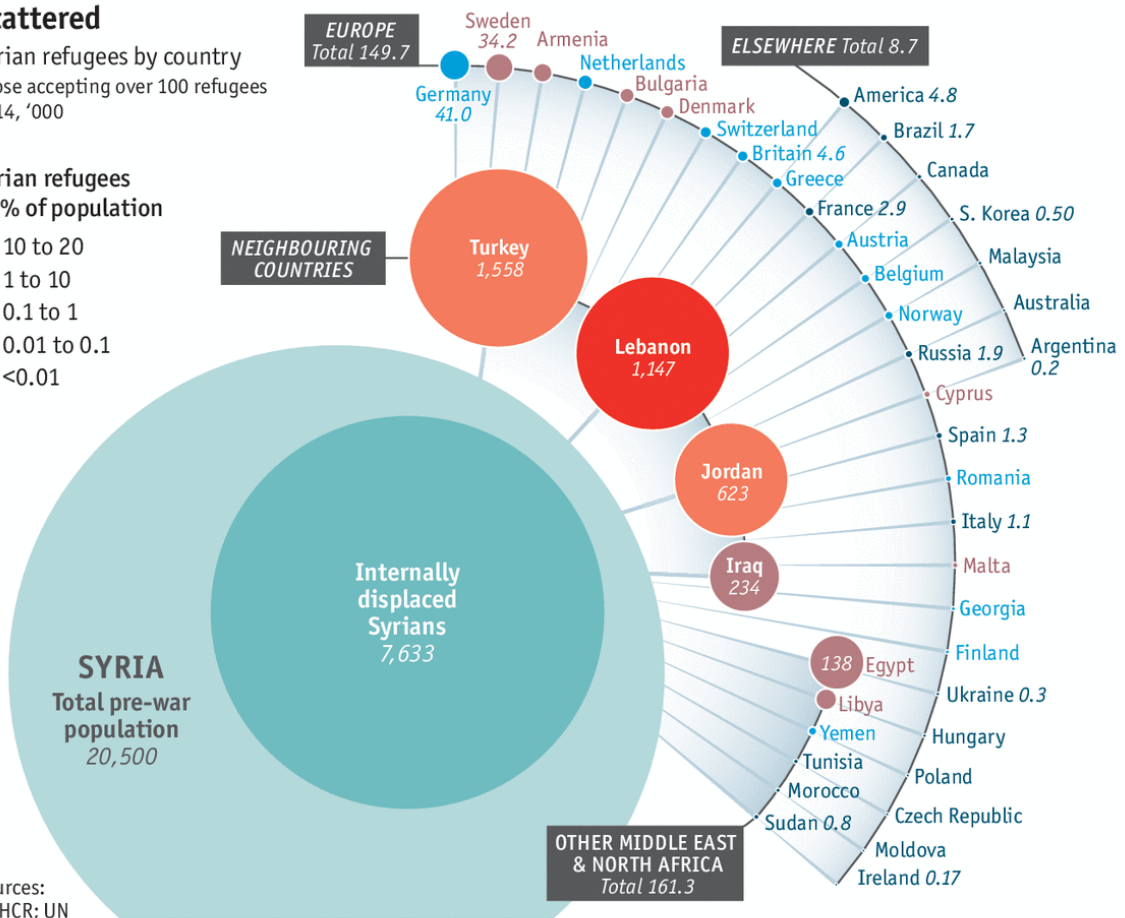 cattered
rian refugees by country
ose accepting over 100 refugees
14, ‘000
rian refugees
% of population
10 to 20
1 to 10
0.1 to 1
0.01 to 0.1
<0.01
EUROPE
Total 149.7
Sweden
34.2
Armenia
Germany
41.0
Netherlands
Bulgaria
Denmark
Switzerland
Britain 4.6
Greece
France 2.9
Austria
Belgium
Norway
Russia 1.9
Cyprus
Spain 1.3
Romania
Italy 1.1
Malta
Georgia
Finland
Ukraine 0.3
Hungary
Poland
Czech Republic
Moldova
Ireland 0.17
ELSEWHERE Total 8.7
America 4.8
Brazil 1.7
Canada
S. Korea 0.50
Malaysia
Australia
Argentina
0.2
NEIGHBOURING
COUNTRIES
Turkey
1,558
Lebanon
1,147
Jordan
623
Iraq
234
138 Egypt
Libya
Yemen
Tunisia
Morocco
Sudan 0.8
OTHER MIDDLE EAST
& NORTH AFRICA
Total 161.3
Internally
displaced
Syrians
7,633
SYRIA
Total pre-war
population
20,500
urces:
HCR; UN